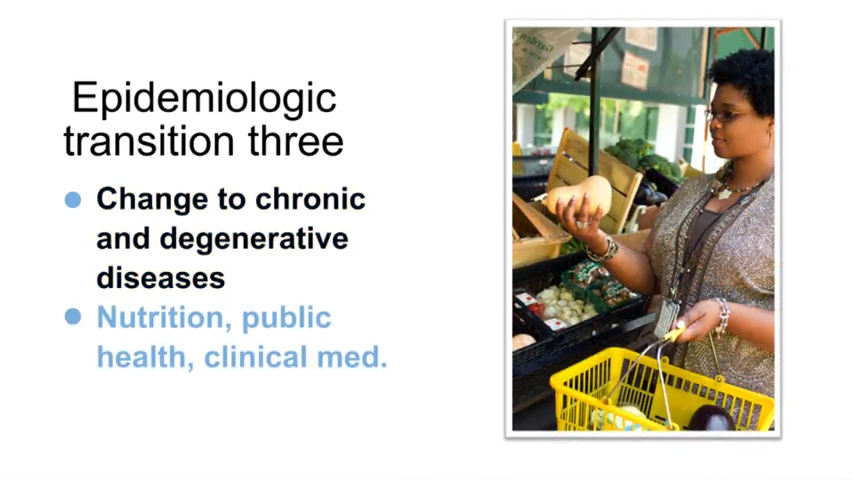 Epidemiologic
transition three
Change to chronic
and degenerative
diseases
Nutrition, public
health, clinical med.